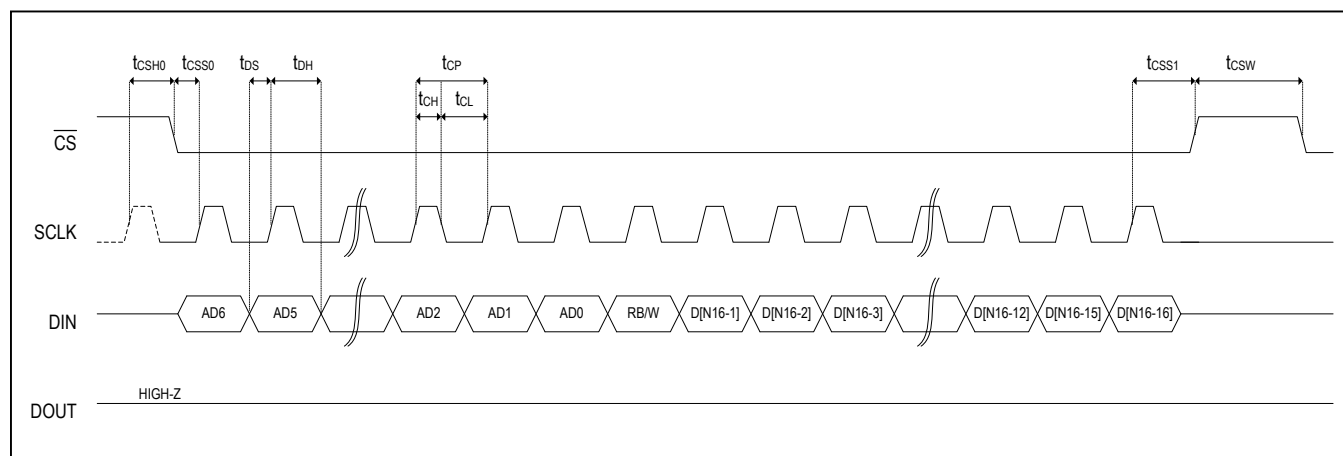 tCSH0 tCSS0 tDS tDH tCP tCSS1 tCSW
tCH tCL
CS
SCLK
DIN AD6 AD5 AD2 AD1 AD0 RB/W D[N16-1] D[N16-2] D[N16-3] D[N16-12] D[N16-15] D[N16-16]
HIGH-Z
DOUT